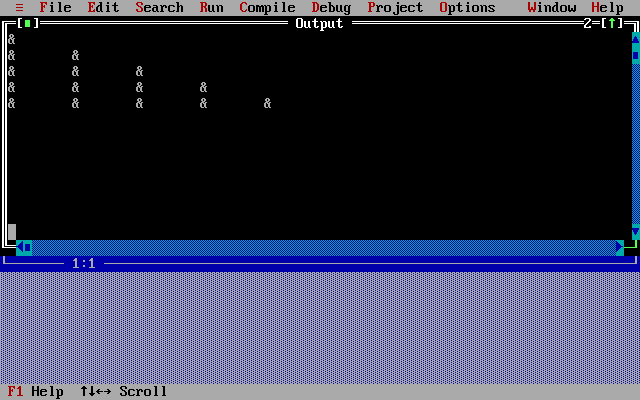 ≡ File Edit Search Run Compile Debug Project Options Window Help
[■] Output 2=[↑]
&
& &
& & &
& & & &
& & & & &
1:1
F1 Help ↑↓←→ Scroll